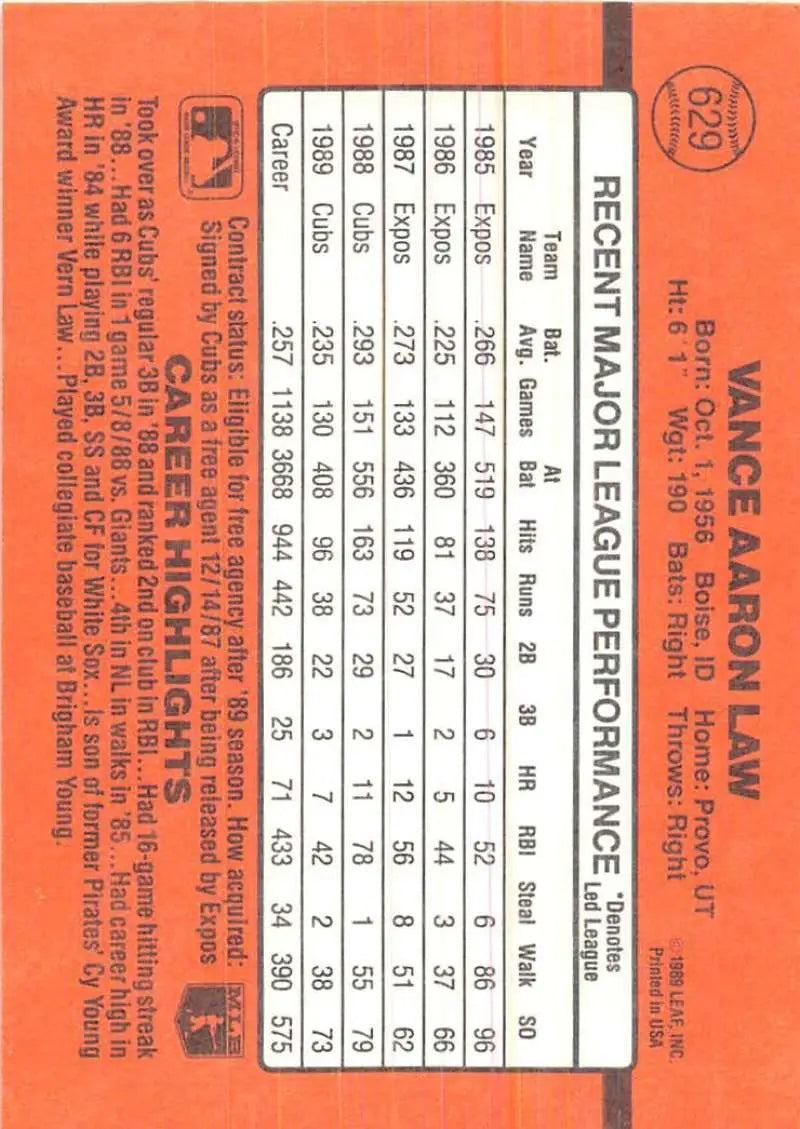 629
VANCE AARON LAW
Born: Oct. 1, 1956 Boise, ID Home: Provo, UT
Ht: 6'1" Wgt: 190 Bats: Right Throws: Right
© 1989 LEAF, INC.
Printed in USA
RECENT MAJOR LEAGUE PERFORMANCE *Denotes Led League
Year Team Name Bat. Avg. Games At Bat Hits Runs 2B 3B HR RBI Steal Walk SO
1985 Expos .266 147 519 138 75 30 6 10 52 6 86 96
1986 Expos .225 112 360 81 37 17 2 5 44 3 37 66
1987 Expos .273 133 436 119 52 27 1 12 56 8 51 62
1988 Cubs .293 151 556 163 73 29 2 11 78 1 55 79
1989 Cubs .235 130 408 96 38 22 3 7 42 2 38 73
Career .257 1138 3668 944 442 186 25 71 433 34 390 575
Contract status: Eligible for free agency after '89 season. How acquired:
Signed by Cubs as a free agent 12/14/87 after being released by Expos
MLB
CAREER HIGHLIGHTS
Took over as Cubs' regular 3B in '88 and ranked 2nd on club in RBI...Had 16-game hitting streak
in '88...Had 6 RBI in 1 game 5/8/88 vs. Giants...4th in NL in walks in '85...Had career high in
HR in '84 while playing 2B, 3B, SS and CF for White Sox...Is son of former Pirates' Cy Young
Award winner Vern Law...Played collegiate baseball at Brigham Young.